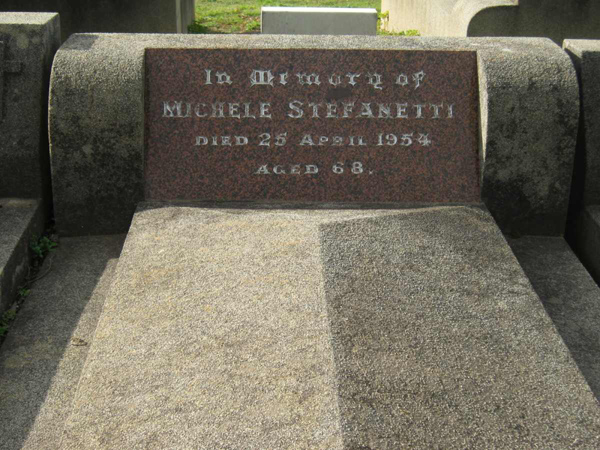 In Memory of
MICHELE STEFANETTI
DIED 25 APRIL 1954
AGED 68.